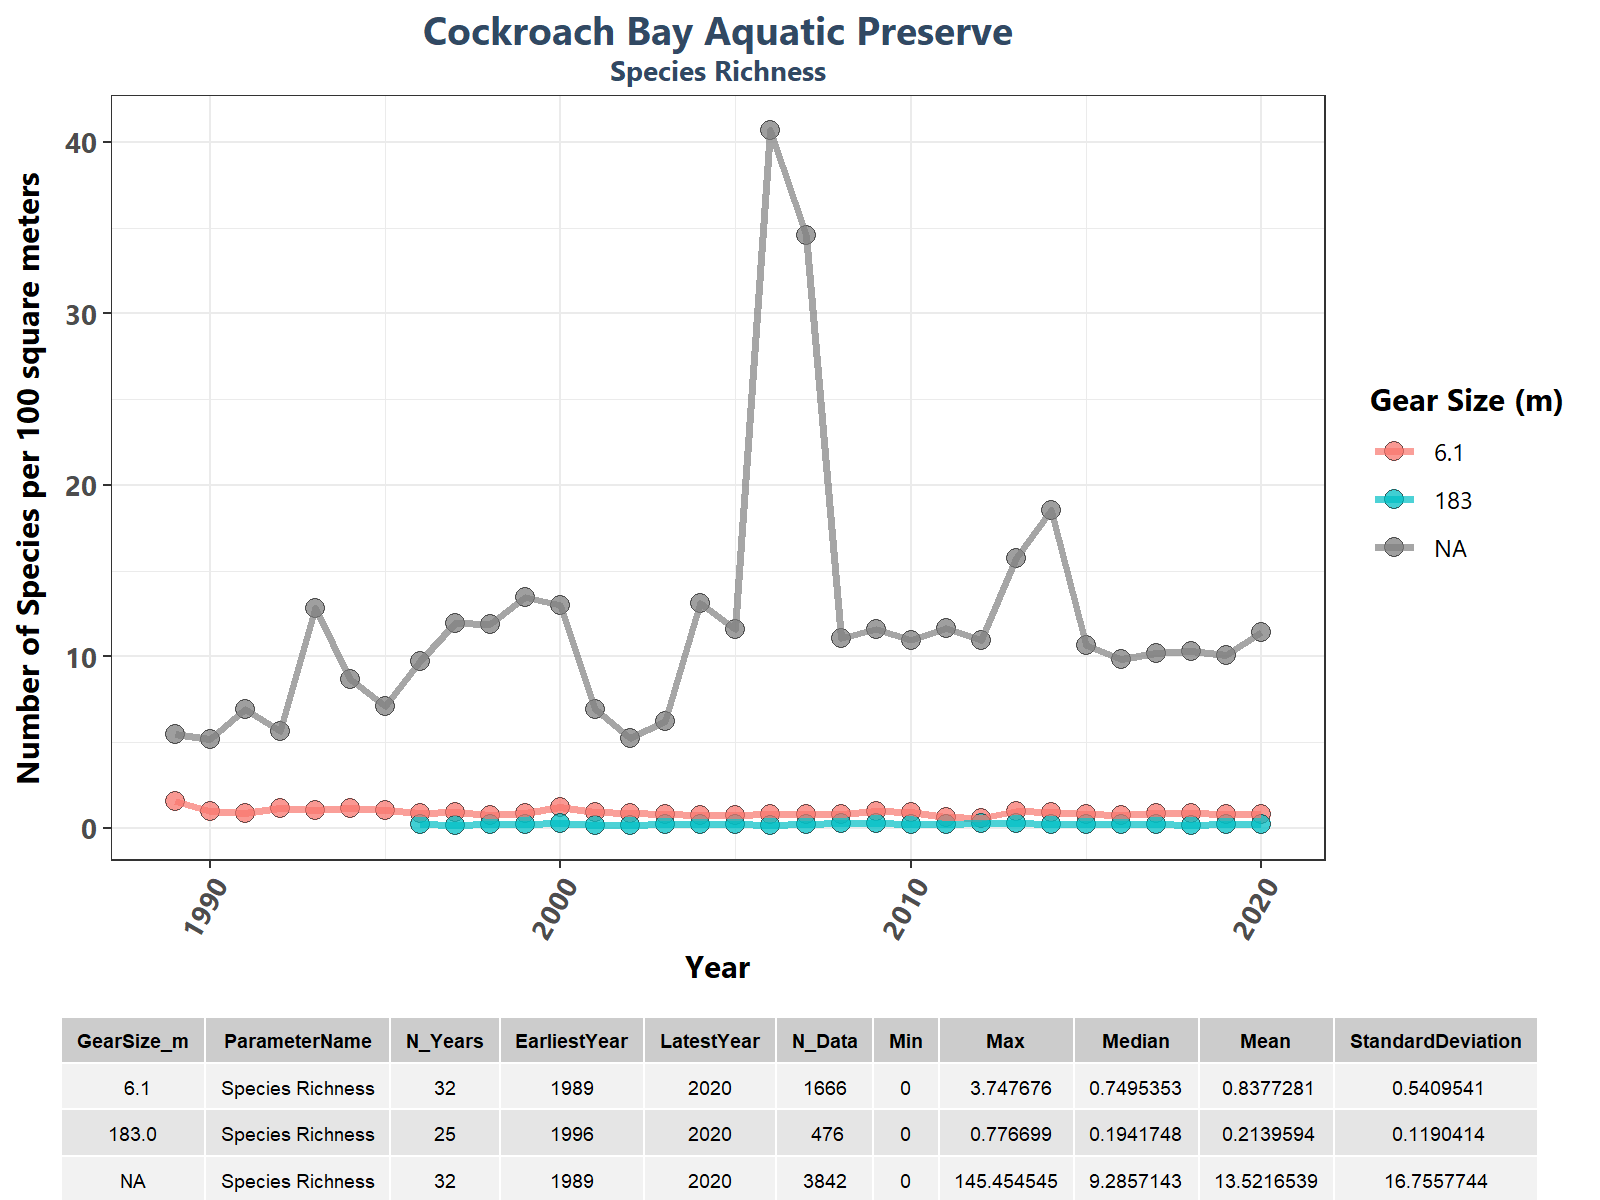 Cockroach Bay Aquatic Preserve
Species Richness
Number of Species per 100 square meters
40
30
20
10
0
1990
2000
2010
2020
Year
Gear Size (m)
6.1
183
NA
GearSize_m ParameterName N_Years EarliestYear LatestYear N_Data Min Max Median Mean StandardDeviation
6.1 Species Richness 32 1989 2020 1666 0 3.747676 0.7495353 0.8377281 0.5409541
183.0 Species Richness 25 1996 2020 476 0 0.776699 0.1941748 0.2139594 0.1190414
NA Species Richness 32 1989 2020 3842 0 145.454545 9.2857143 13.5216539 16.7557744